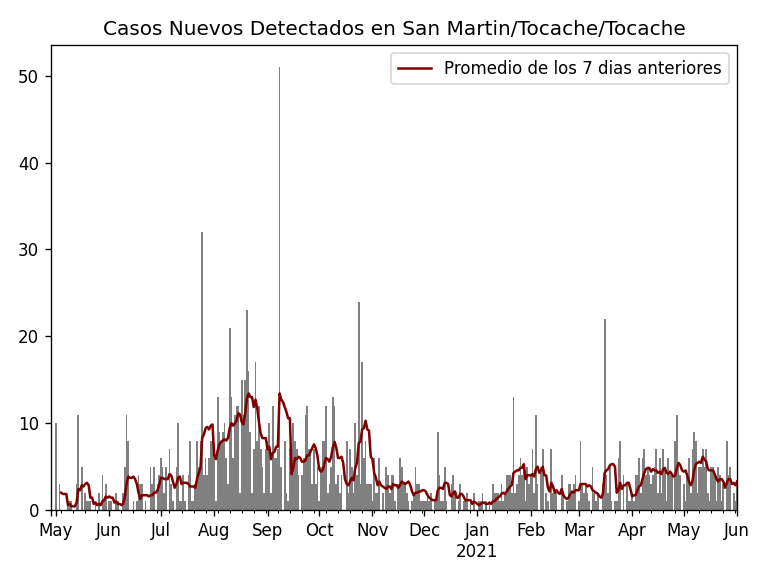 Casos Nuevos Detectados en San Martin/Tocache/Tocache
Promedio de los 7 dias anteriores
50
40
30
20
10
0
May Jun Jul Aug Sep Oct Nov Dec Jan Feb Mar Apr May Jun
2021